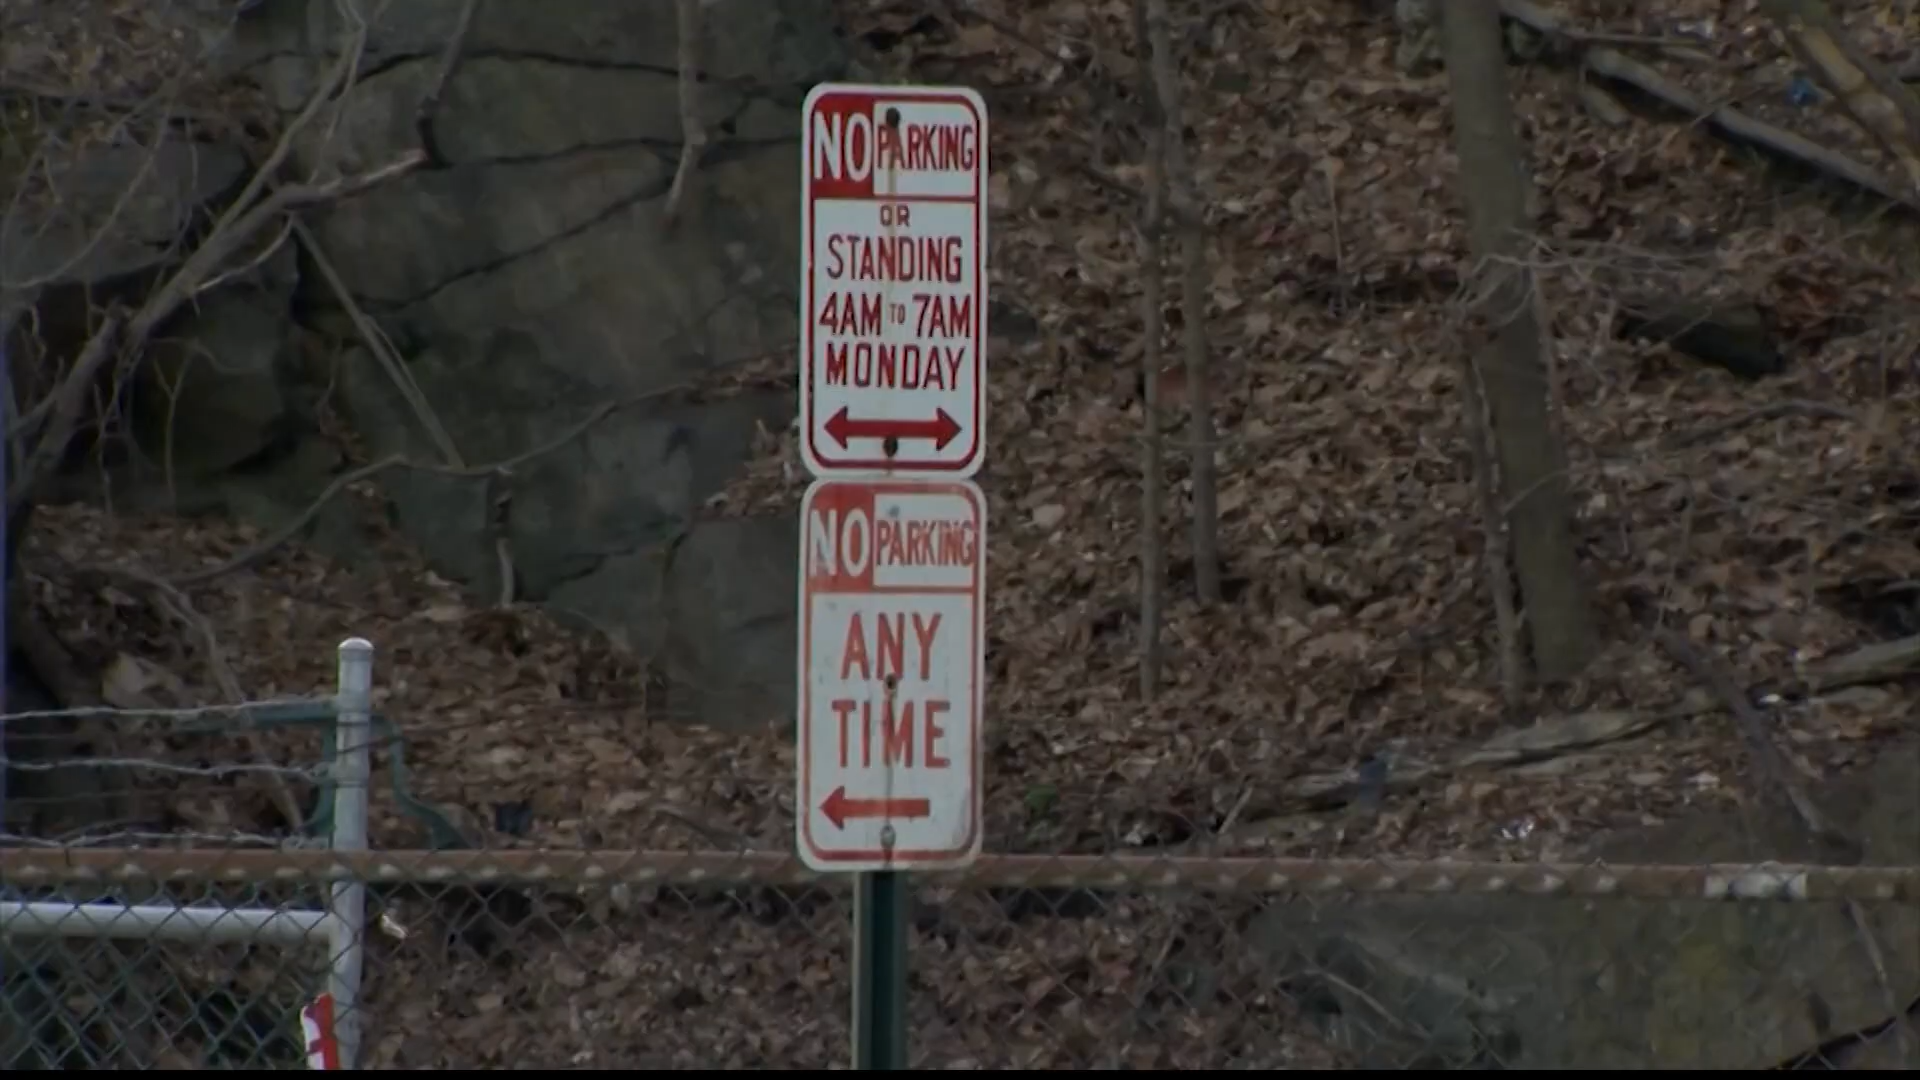 NO PARKING
OR
STANDING
4AM TO 7AM
MONDAY
NO PARKING
ANY
TIME